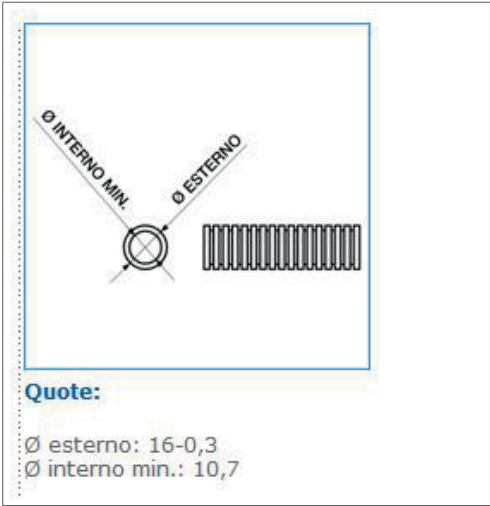 Ø INTERNO MIN.
Ø ESTERNO
Quote:
Ø esterno: 16-0,3
Ø interno min.: 10,7